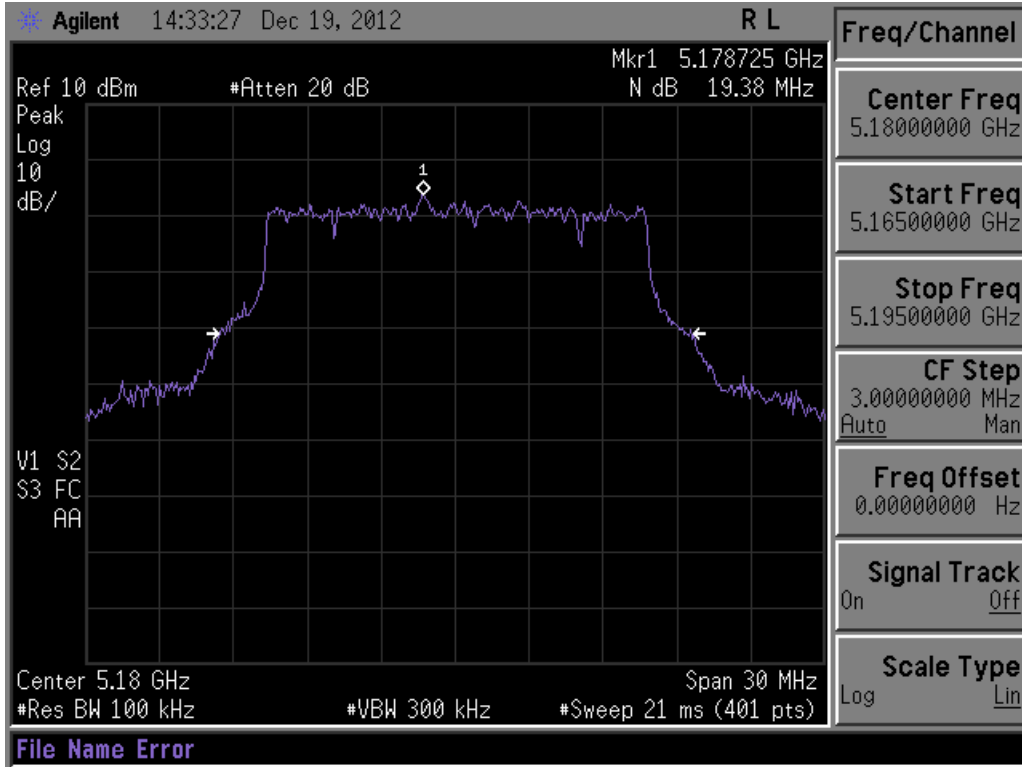 Agilent 14:33:27 Dec 19, 2012 R L
Mkr1 5.178725 GHz
Ref 10 dBm #Atten 20 dB N dB 19.38 MHz
Peak
Log
10
dB/
1
V1 S2
S3 FC
AA
Center 5.18 GHz Span 30 MHz
#Res BW 100 kHz #VBW 300 kHz #Sweep 21 ms (401 pts)
File Name Error
Freq/Channel
Center Freq
5.18000000 GHz
Start Freq
5.16500000 GHz
Stop Freq
5.19500000 GHz
CF Step
3.00000000 MHz
Auto Man
Freq Offset
0.00000000 Hz
Signal Track
On Off
Scale Type
Log Lin